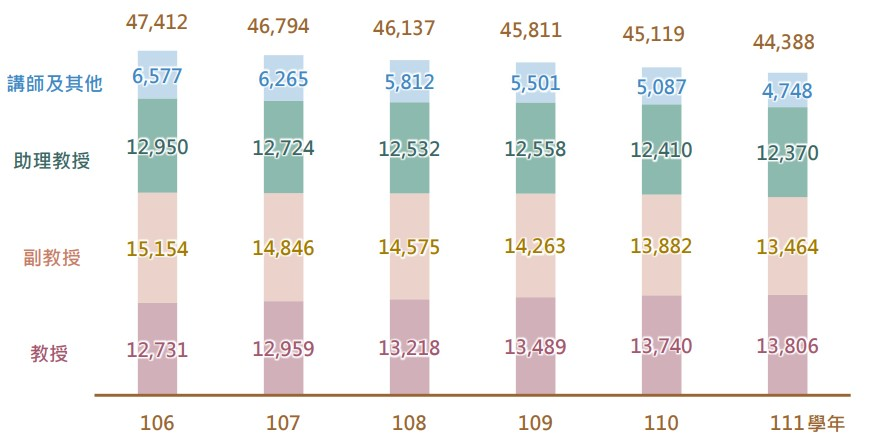 47,412 46,794 46,137 45,811 45,119 44,388
講師及其他 6,577 6,265 5,812 5,501 5,087 4,748
助理教授 12,950 12,724 12,532 12,558 12,410 12,370
副教授 15,154 14,846 14,575 14,263 13,882 13,464
教授 12,731 12,959 13,218 13,489 13,740 13,806
106 107 108 109 110 111學年